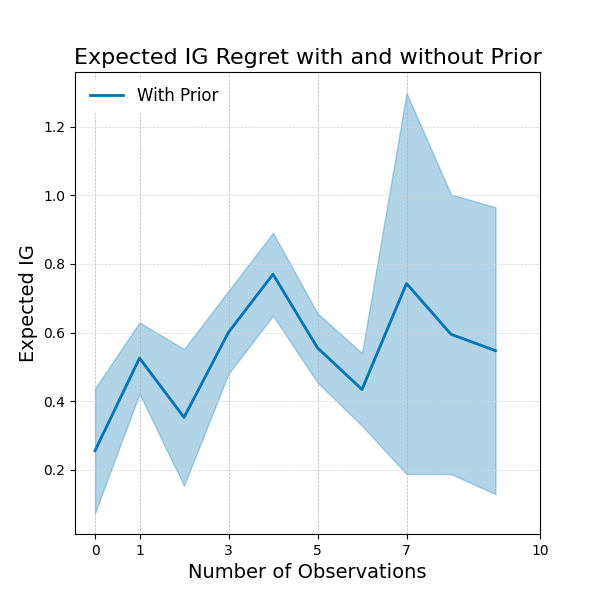 Expected IG Regret with and without Prior
With Prior
Expected IG
1.2
1.0
0.8
0.6
0.4
0.2
0 1 3 5 7 10
Number of Observations